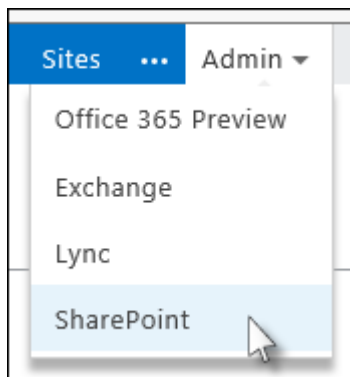 Sites ••• Admin
Office 365 Preview
Exchange
Lync
SharePoint